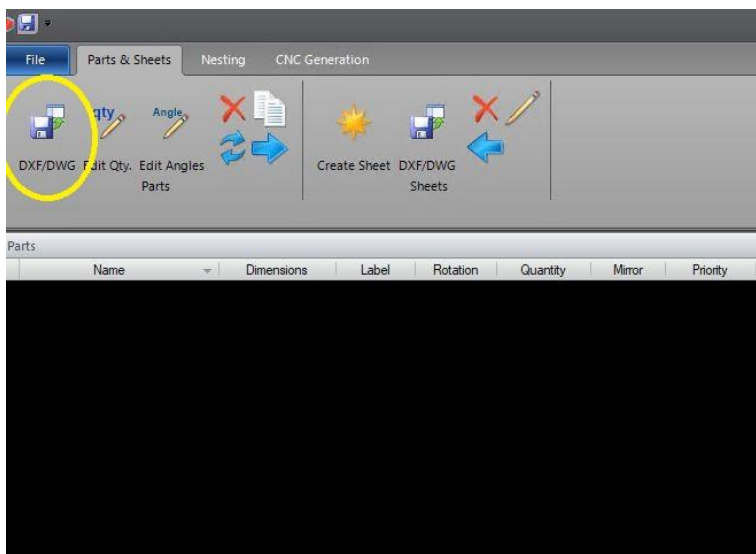 File Parts & Sheets Nesting CNC Generation
qty Angle
DXF/DWG Edit Qty. Edit Angles Create Sheet DXF/DWG
Parts Sheets
Parts
Name Dimensions Label Rotation Quantity Mirror Priority